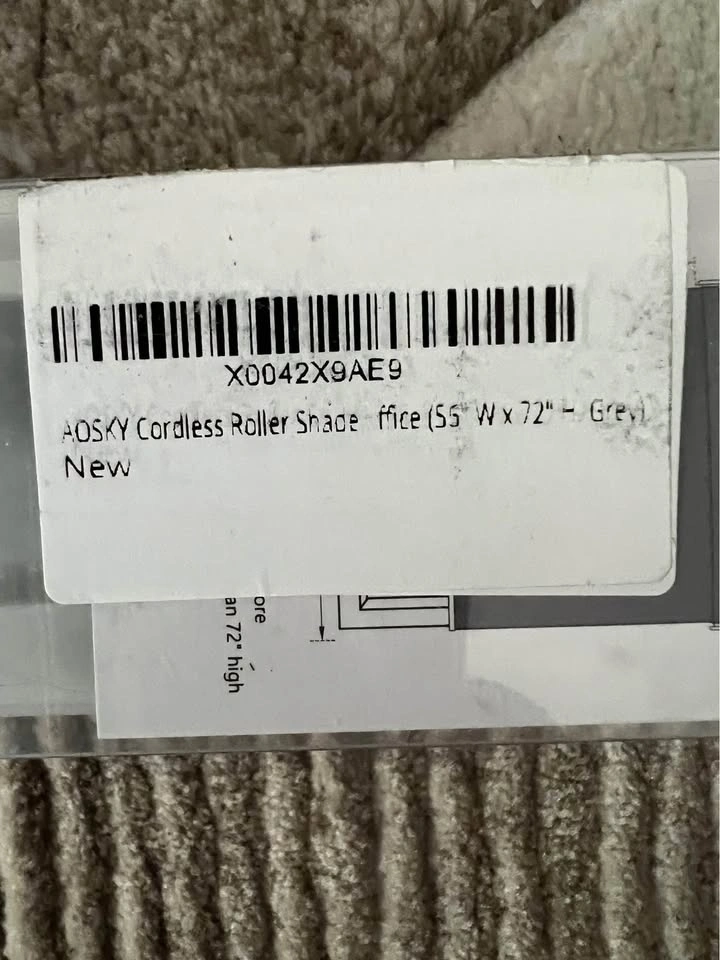 X0042X9AE9
AOSKY Cordless Roller Shade ffice (55" W x 72" - Grey)
New
ore
an 72" high